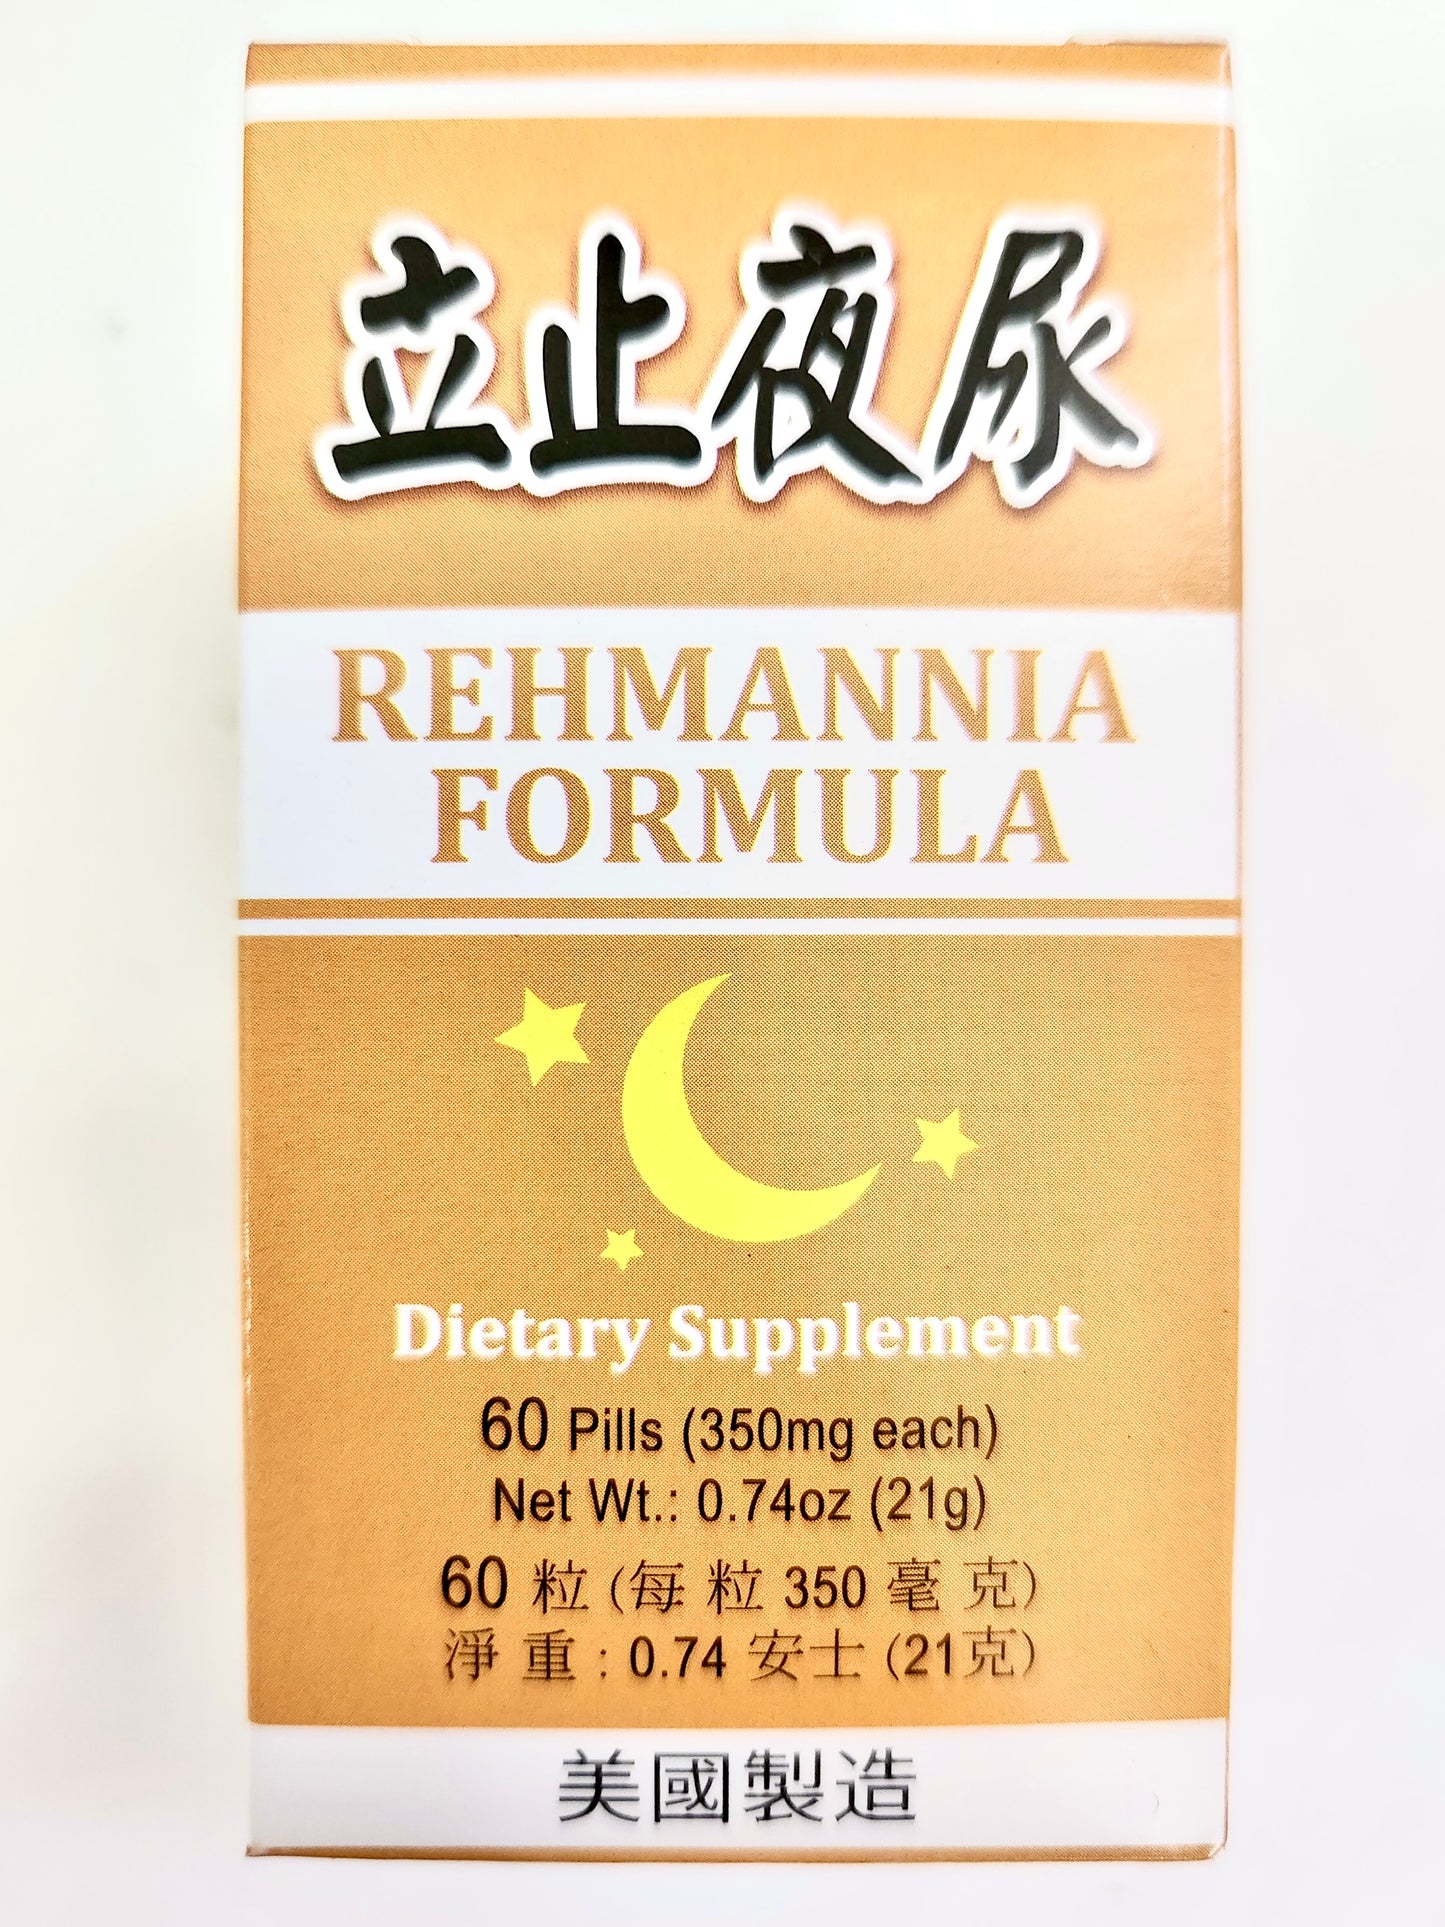 立止夜尿
REHMANNIA
FORMULA
Dietary Supplement
60 Pills (350mg each)
Net Wt.: 0.74oz (21g)
60 粒 (每 粒 350 毫 克)
淨 重 : 0.74 安士 (21克)
美國製造